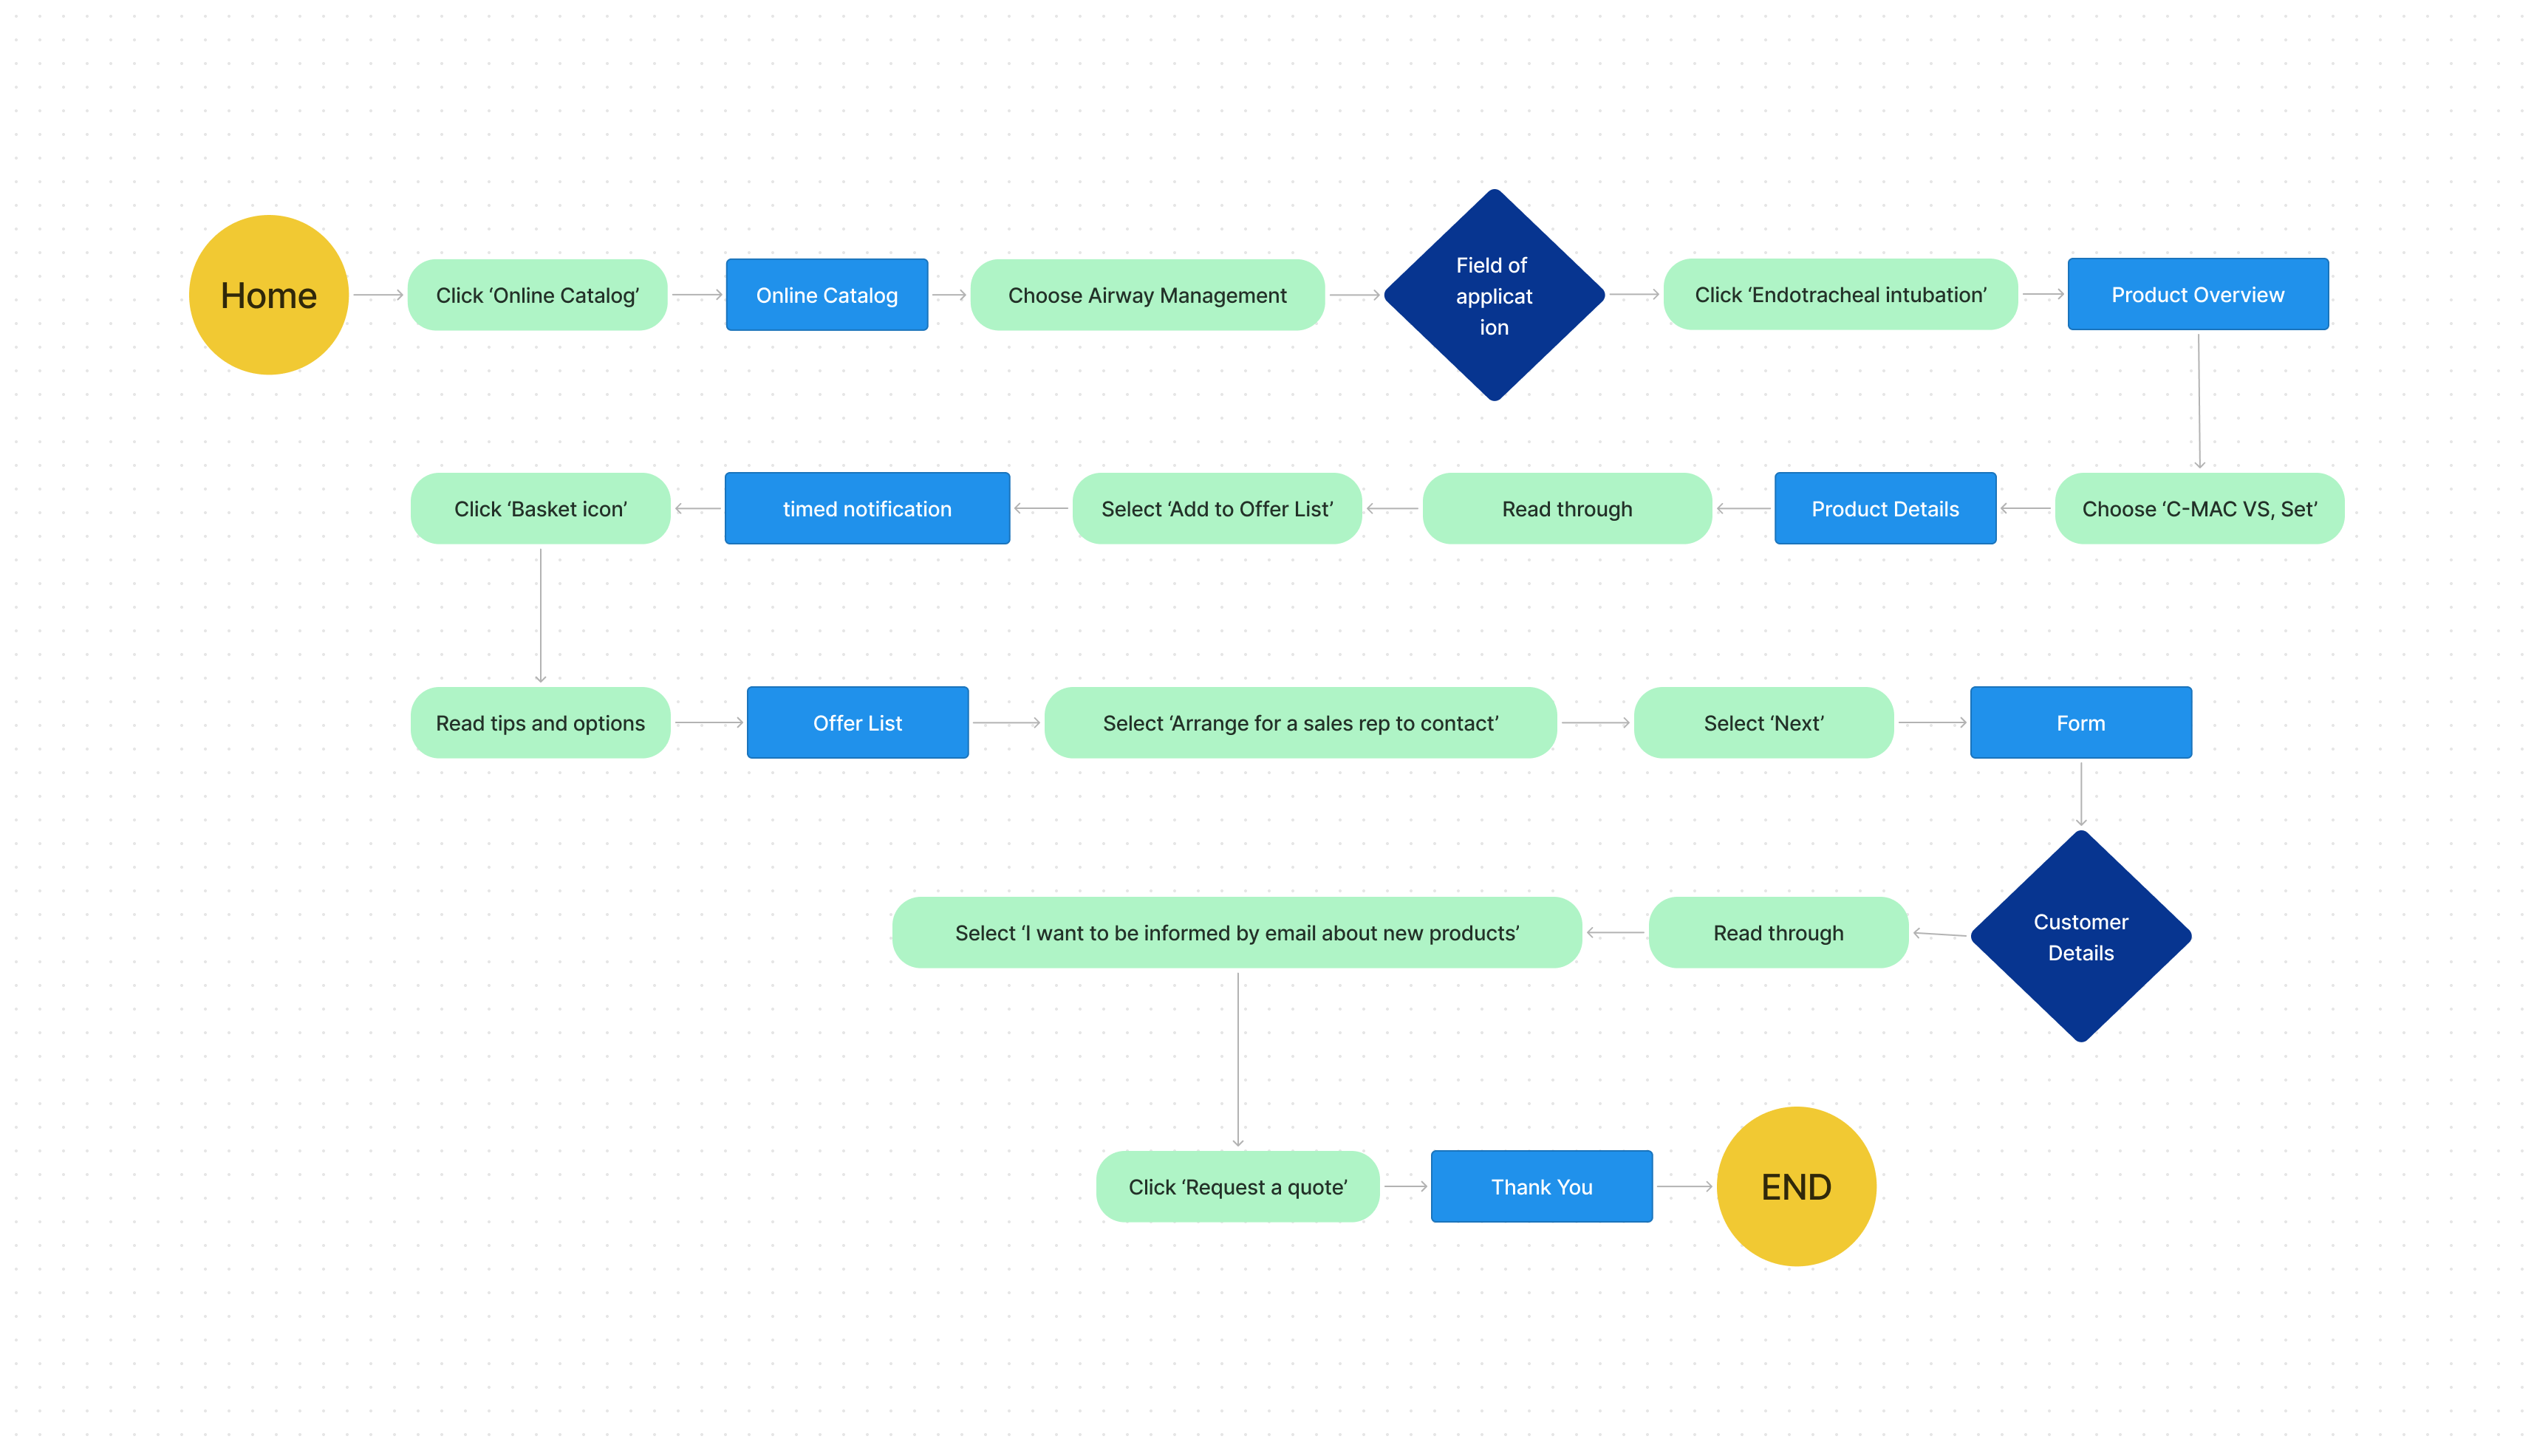 Home
Click ‘Online Catalog’
Online Catalog
Choose Airway Management
Field of
applicat
ion
Click ‘Endotracheal intubation’
Product Overview
Choose ‘C-MAC VS, Set’
Product Details
Read through
Select ‘Add to Offer List’
timed notification
Click ‘Basket icon’
Read tips and options
Offer List
Select ‘Arrange for a sales rep to contact’
Select ‘Next’
Form
Customer
Details
Read through
Select ‘I want to be informed by email about new products’
Click ‘Request a quote’
Thank You
END